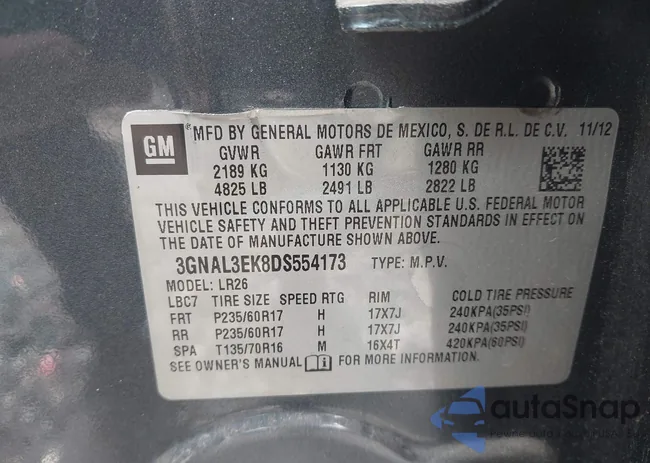 GM
MFD BY GENERAL MOTORS DE MEXICO, S. DE R.L. DE C.V. 11/12
GVWR GAWR FRT GAWR RR
2189 KG 1130 KG 1280 KG
4825 LB 2491 LB 2822 LB
THIS VEHICLE CONFORMS TO ALL APPLICABLE U.S. FEDERAL MOTOR
VEHICLE SAFETY AND THEFT PREVENTION STANDARDS IN EFFECT ON
THE DATE OF MANUFACTURE SHOWN ABOVE.
3GNAL3EK8DS554173 TYPE: M.P.V.
MODEL: LR26
LBC7 TIRE SIZE SPEED RTG RIM COLD TIRE PRESSURE
FRT P235/60R17 H 17X7J 240KPA(35PSI)
RR P235/60R17 H 17X7J 240KPA(35PSI)
SPA T135/70R16 M 16X4T 420KPA(60PSI)
SEE OWNER'S MANUAL FOR MORE INFORMATION.
autaSnap